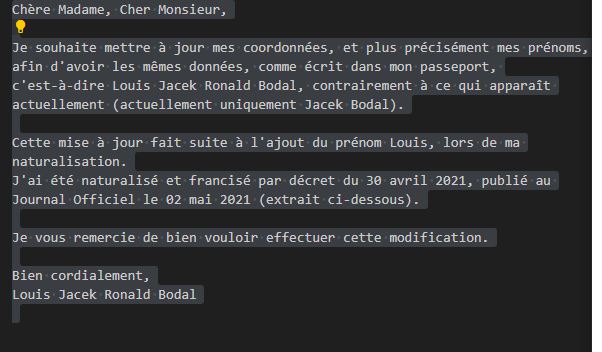 Chère Madame, Cher Monsieur,
Je souhaite mettre à jour mes coordonnées, et plus précisément mes prénoms,
afin d'avoir les mêmes données, comme écrit dans mon passeport,
c'est-à-dire Louis Jacek Ronald Bodal, contrairement à ce qui apparaît
actuellement (actuellement uniquement Jacek Bodal).
Cette mise à jour fait suite à l'ajout du prénom Louis, lors de ma
naturalisation.
J'ai été naturalisé et francisé par décret du 30 avril 2021, publié au
Journal Officiel le 02 mai 2021 (extrait ci-dessous).
Je vous remercie de bien vouloir effectuer cette modification.
Bien cordialement,
Louis Jacek Ronald Bodal